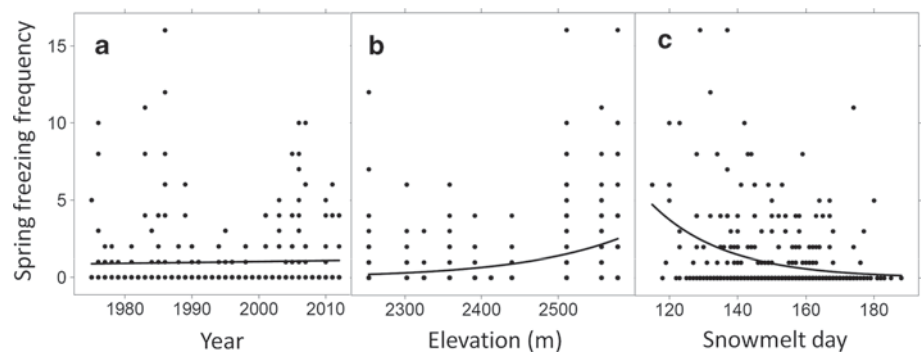 a
b
c
Spring freezing frequency
15
10
5
0
1980 1990 2000 2010
2300 2400 2500
120 140 160 180
Year
Elevation (m)
Snowmelt day